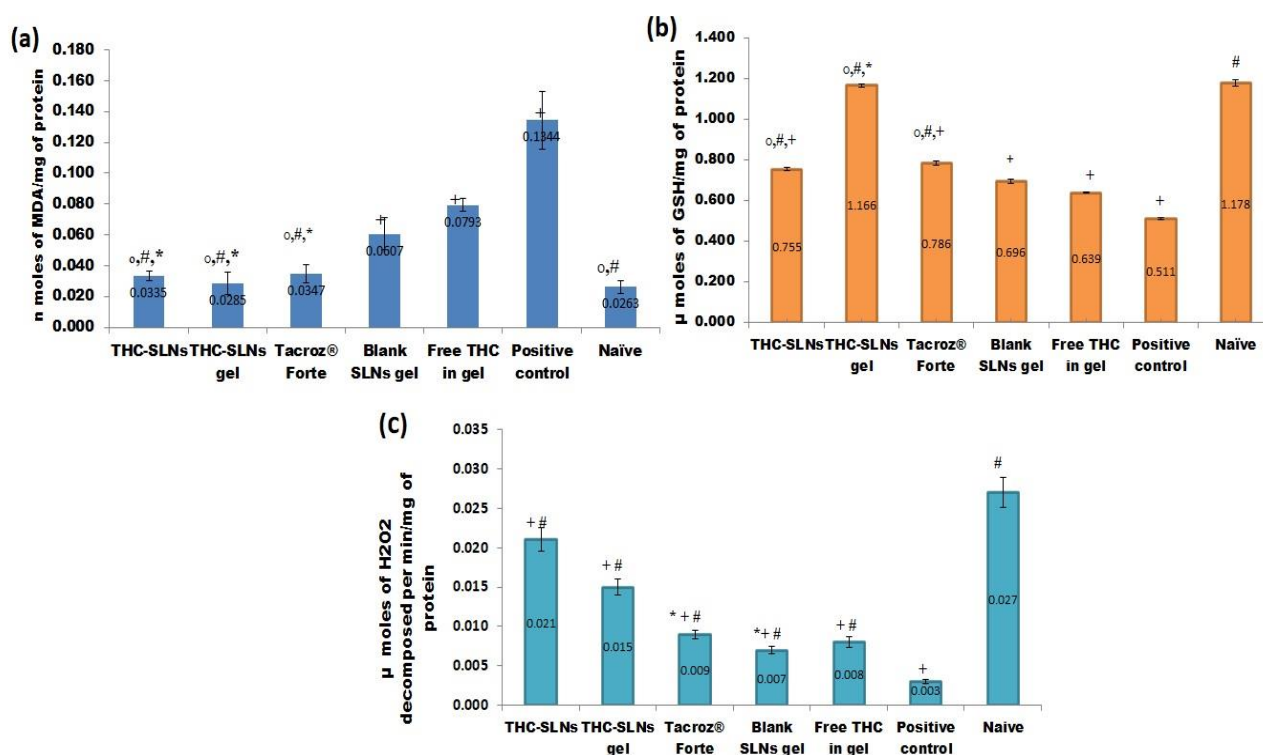 (a)
n moles of MDA/mg of protein
0.180
0.160
0.140
0.120
0.100
0.080
0.060
0.040
0.020
0.000
o,#,*
o,#,*
o,#,*
+
+
+
o,#
0.0335
0.0285
0.0347
0.0607
0.0793
0.1344
0.0263
THC-SLNs
THC-SLNs gel
Tacroz® Forte
Blank SLNs gel
Free THC in gel
Positive control
Naïve
(b)
µ moles of GSH/mg of protein
1.400
1.200
1.000
0.800
0.600
0.400
0.200
0.000
o,#,+
o,#,*
o,#,+
+
+
+
#
0.755
1.166
0.786
0.696
0.639
0.511
1.178
THC-SLNs
THC-SLNs gel
Tacroz® Forte
Blank SLNs gel
Free THC in gel
Positive control
Naïve
(c)
µ moles of H2O2
decomposed per min/mg of
protein
0.035
0.030
0.025
0.020
0.015
0.010
0.005
0.000
+ #
+ #
* + #
*+ #
+ #
+
#
0.021
0.015
0.009
0.007
0.008
0.003
0.027
THC-SLNs
THC-SLNs gel
Tacroz® Forte
Blank SLNs gel
Free THC in gel
Positive control
Naive